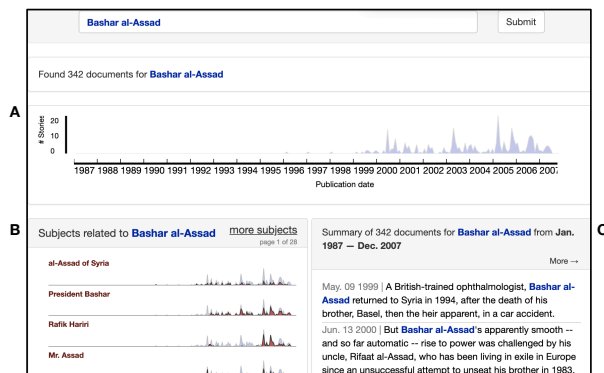 Bashar al-Assad
Submit
Found 342 documents for Bashar al-Assad
A
# Stories
20
10
0
1987 1988 1989 1990 1991 1992 1993 1994 1995 1996 1997 1998 1999 2000 2001 2002 2003 2004 2005 2006 2007
Publication date
B
Subjects related to Bashar al-Assad
more subjects
page 1 of 28
al-Assad of Syria
President Bashar
Rafik Hariri
Mr. Assad
C
Summary of 342 documents for Bashar al-Assad from Jan.
1987 — Dec. 2007
More →
May. 09 1999 | A British-trained ophthalmologist, Bashar al-
Assad returned to Syria in 1994, after the death of his
brother, Basel, then the heir apparent, in a car accident.
Jun. 13 2000 | But Bashar al-Assad's apparently smooth --
and so far automatic -- rise to power was challenged by his
uncle, Rifaat al-Assad, who has been living in exile in Europe
since an unsuccessful attempt to unseat his brother in 1983.